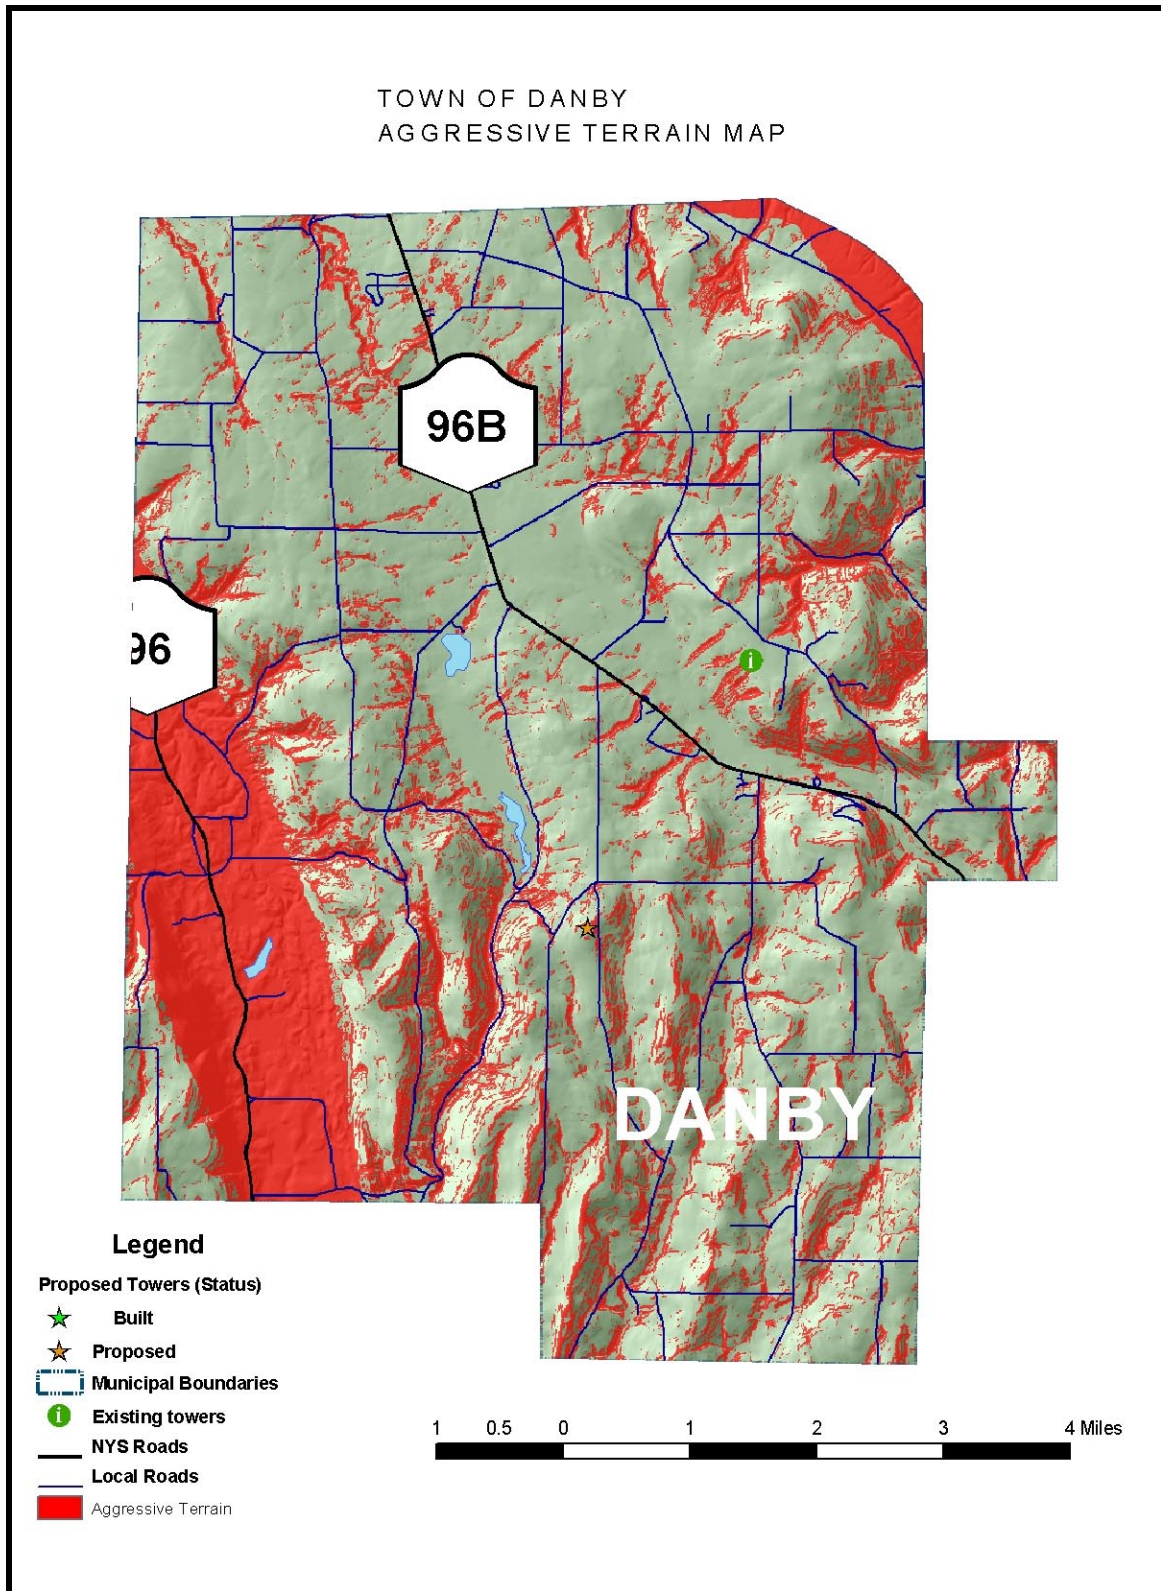 TOWN OF DANBY
AGGRESSIVE TERRAIN MAP
96B
96
i
DANBY
Legend
Proposed Towers (Status)
Built
Proposed
Municipal Boundaries
i Existing towers
NYS Roads
Local Roads
Aggressive Terrain
1 0.5 0 1 2 3 4 Miles